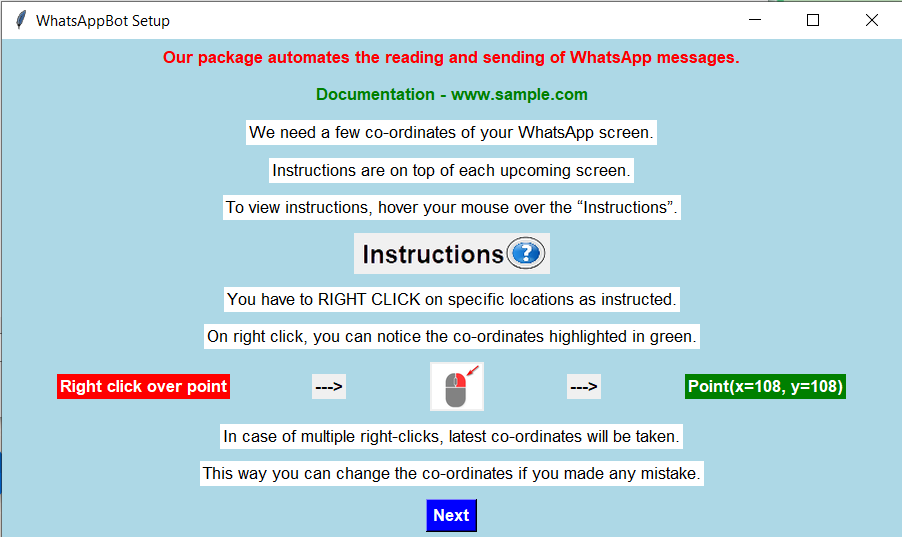 WhatsAppBot Setup
Our package automates the reading and sending of WhatsApp messages.
Documentation - www.sample.com
We need a few co-ordinates of your WhatsApp screen.
Instructions are on top of each upcoming screen.
To view instructions, hover your mouse over the “Instructions”.
Instructions ?
You have to RIGHT CLICK on specific locations as instructed.
On right click, you can notice the co-ordinates highlighted in green.
Right click over point ---> ---> Point(x=108, y=108)
In case of multiple right-clicks, latest co-ordinates will be taken.
This way you can change the co-ordinates if you made any mistake.
Next